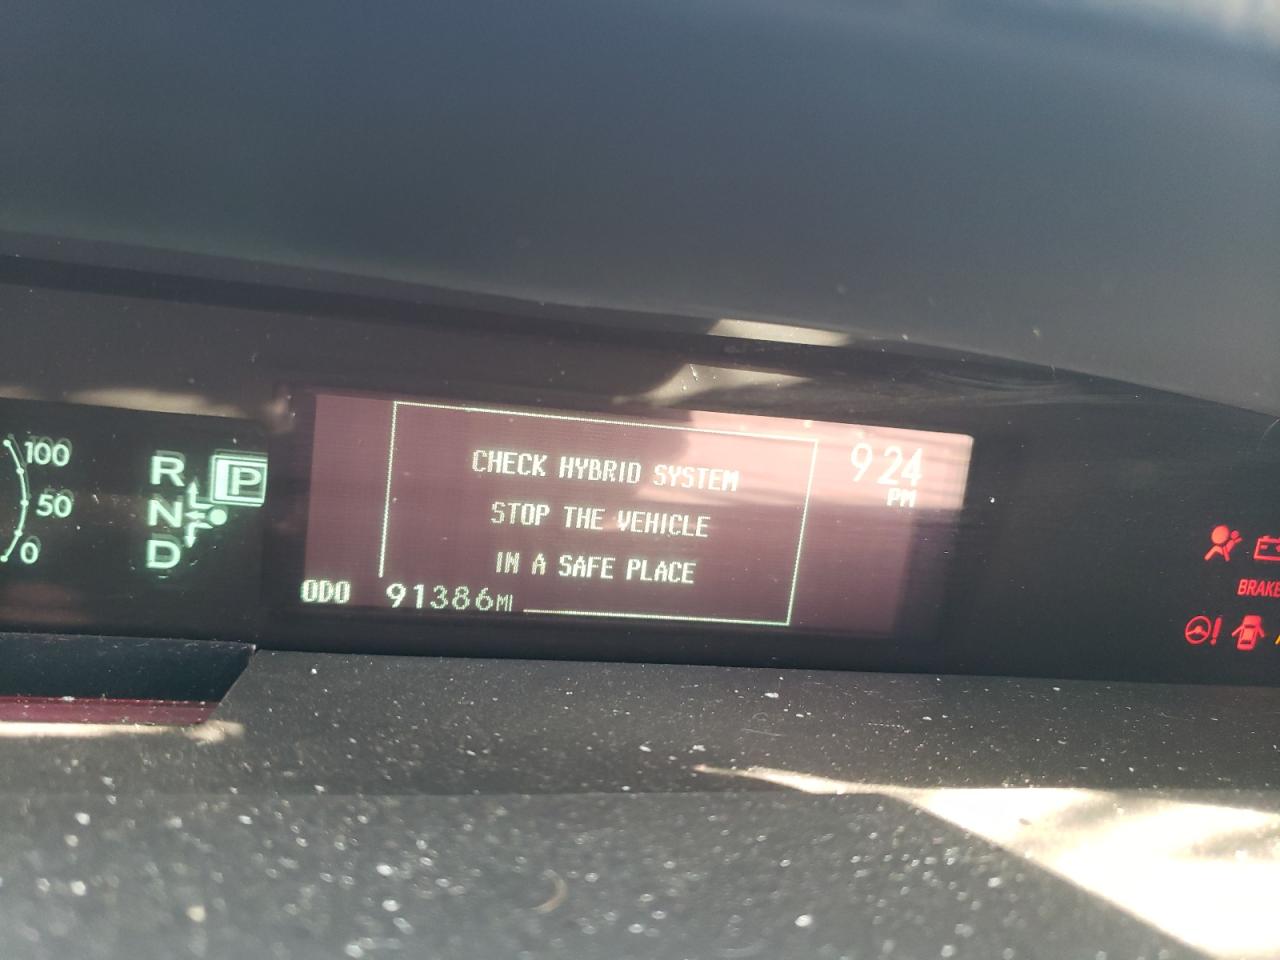 100
50
0
R
P
N
D
CHECK HYBRID SYSTEM
STOP THE VEHICLE
IN A SAFE PLACE
9:24
PM
ODO 91386MI
BRAKE